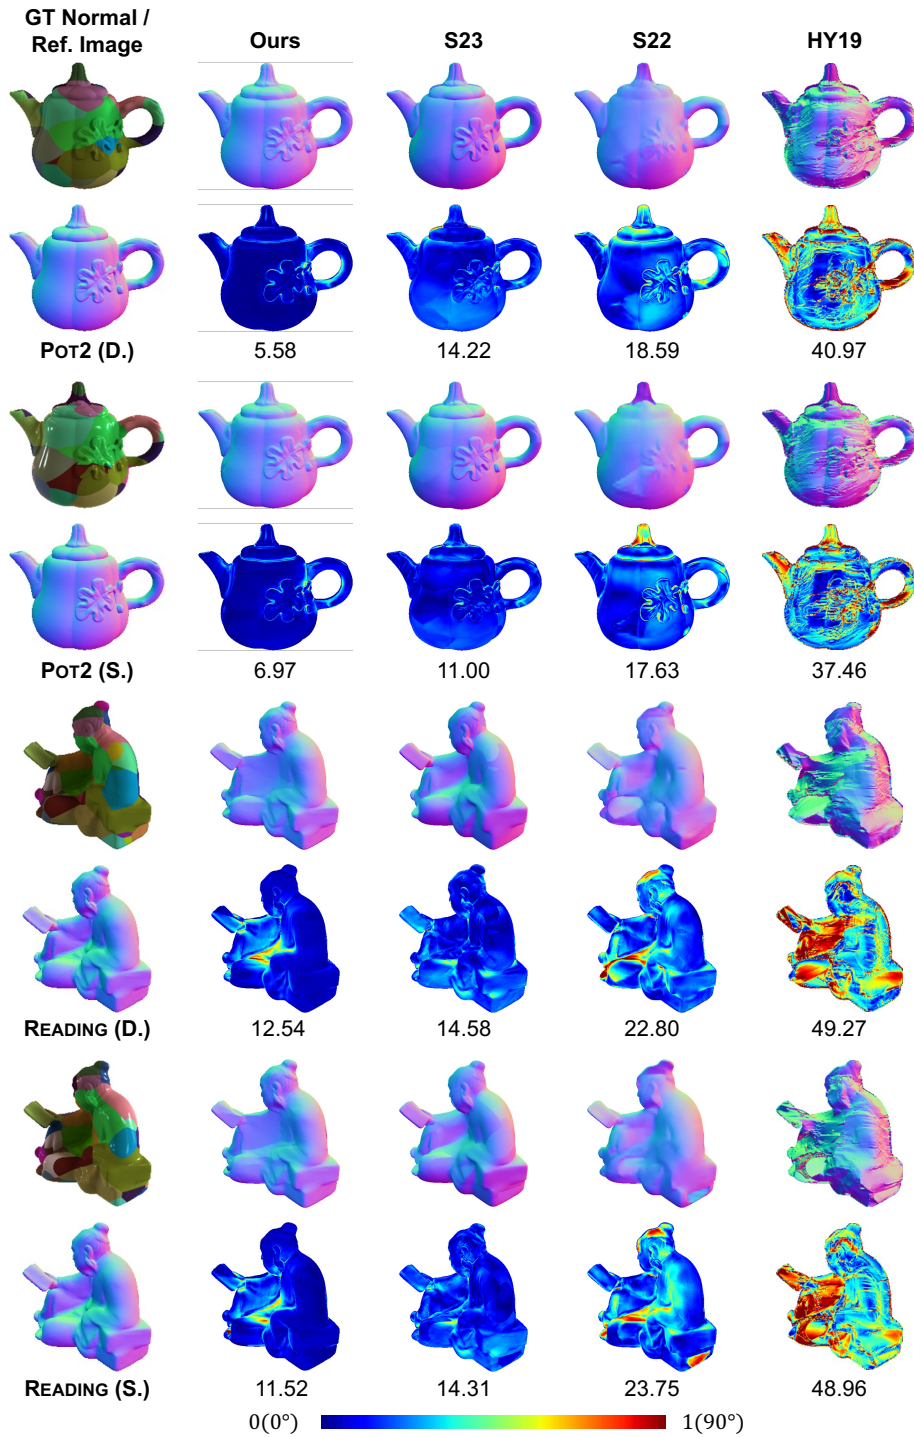 GT Normal /
Ref. Image
Ours
S23
S22
HY19
POT2 (D.)
5.58
14.22
18.59
40.97
POT2 (S.)
6.97
11.00
17.63
37.46
READING (D.)
12.54
14.58
22.80
49.27
READING (S.)
11.52
14.31
23.75
48.96
0(0°)
1(90°)